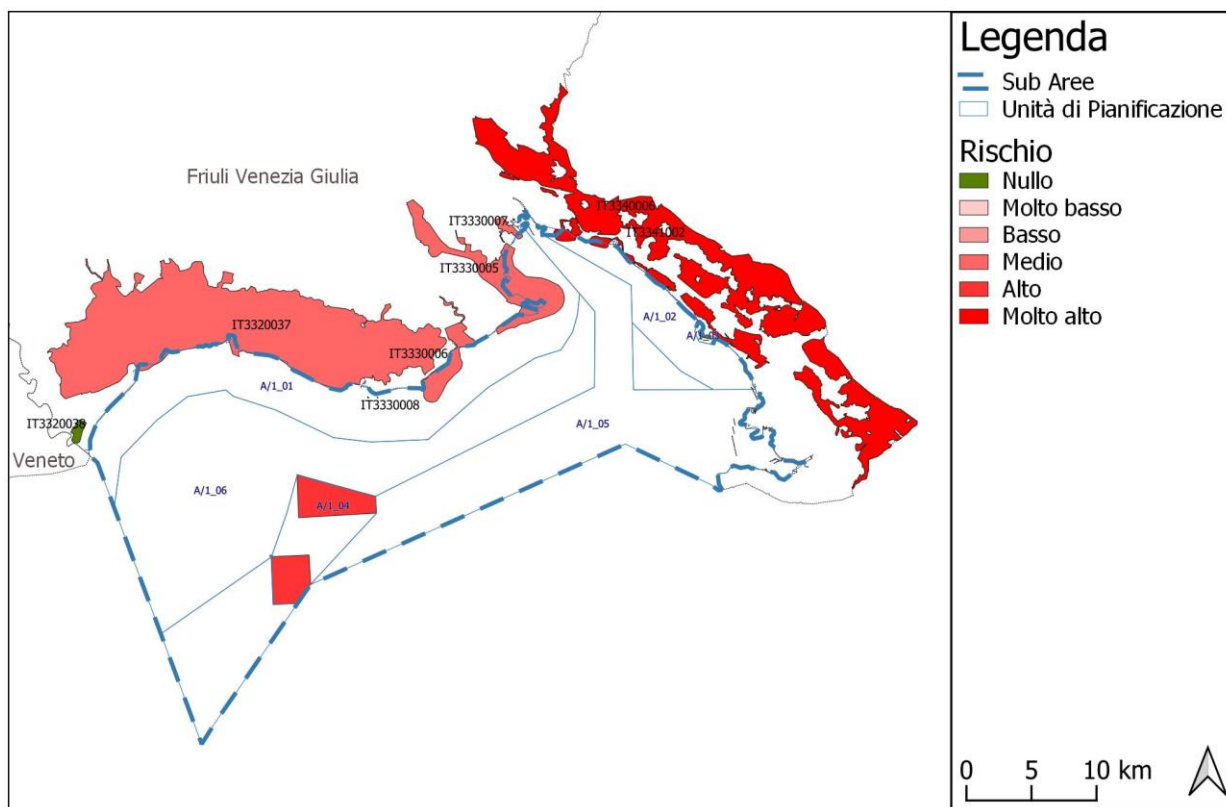 Friuli Venezia Giulia
IT3330007
IT3340006
IT3341002
IT3330005
IT3320037
IT3330006
A/1_02
A/1_01
IT3330008
IT3320038
Veneto
A/1_05
A/1_06
A/1_04
Legenda
Sub Aree
Unità di Pianificazione
Rischio
Nullo
Molto basso
Basso
Medio
Alto
Molto alto
0 5 10 km